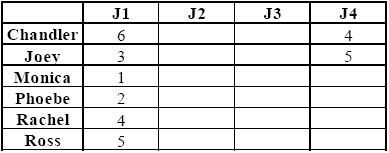 J1 J2 J3 J4
Chandler 6 4
Joey 3 5
Monica 1
Phoebe 2
Rachel 4
Ross 5